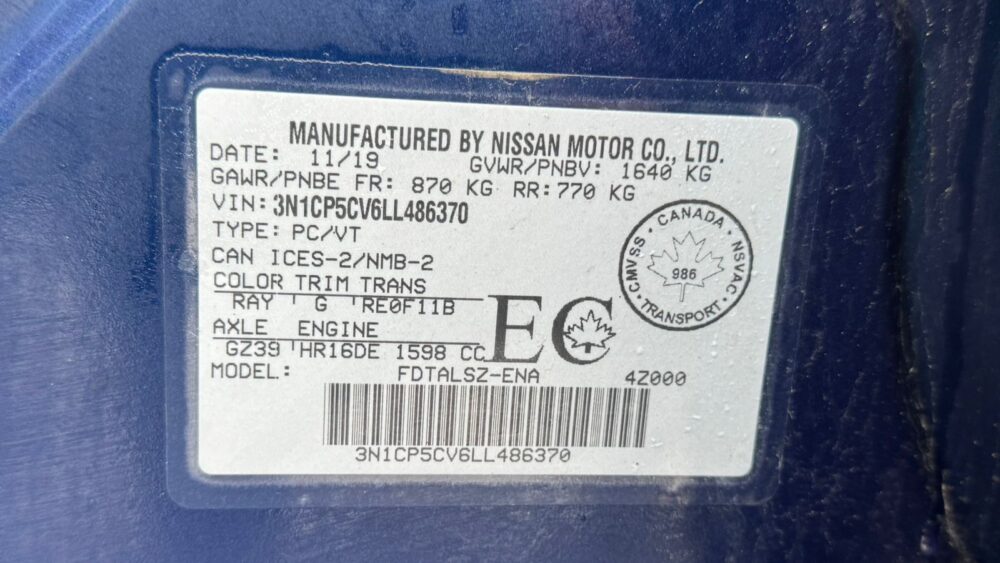 MANUFACTURED BY NISSAN MOTOR CO., LTD.
DATE: 11/19 GVWR/PNBV: 1640 KG
GAWR/PNBE FR: 870 KG RR: 770 KG
VIN: 3N1CP5CV6LL486370
TYPE: PC/VT
CAN ICES-2/NMB-2
COLOR TRIM TRANS
RAY G RE0F11B
AXLE ENGINE
GZ39 HR16DE 1598 CC
EC
MODEL: FDTALSZ-ENA 4Z000
3N1CP5CV6LL486370
CANADA · NSVAC · TRANSPORT · CMVSS ·
986